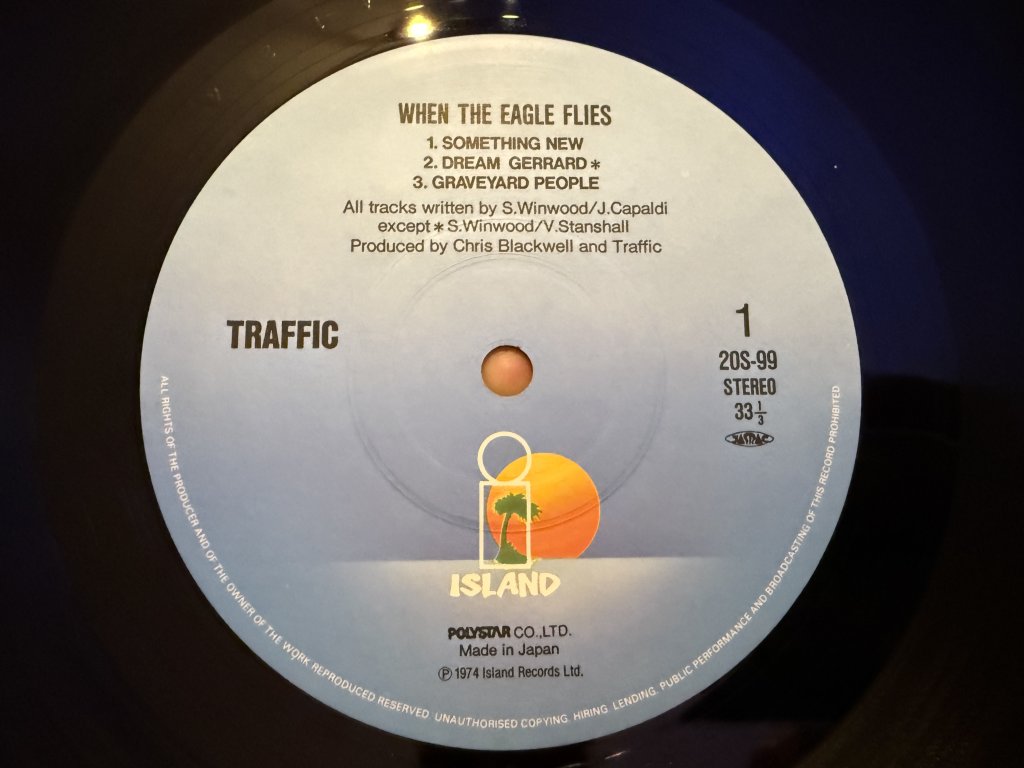 WHEN THE EAGLE FLIES
1. SOMETHING NEW
2. DREAM GERRARD *
3. GRAVEYARD PEOPLE
All tracks written by S.Winwood/J.Capaldi
except * S.Winwood/V.Stanshall
Produced by Chris Blackwell and Traffic
TRAFFIC
1
20S-99
STEREO
33 1/3
JASRAC
ISLAND
POLYSTAR CO.,LTD.
Made in Japan
Ⓟ 1974 Island Records Ltd.
ALL RIGHTS OF THE PRODUCER AND OF THE OWNER OF THE WORK REPRODUCED RESERVED. UNAUTHORISED COPYING. HIRING. LENDING. PUBLIC PERFORMANCE AND BROADCASTING OF THIS RECORD PROHIBITED